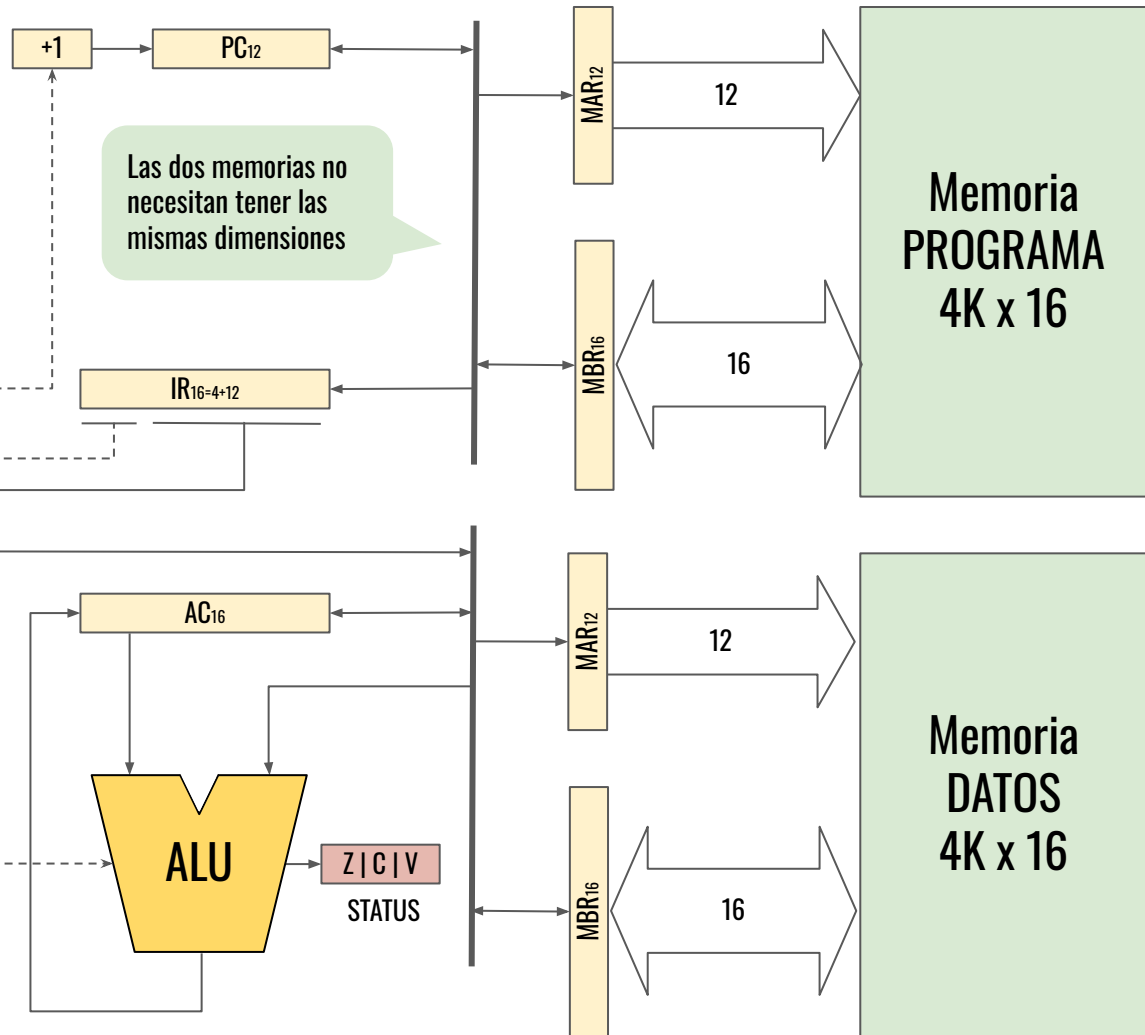 +1
PC12
MAR12
12
Las dos memorias no
necesitan tener las
mismas dimensiones
Memoria
PROGRAMA
4K x 16
MBR16
16
IR16=4+12
AC16
MAR12
12
Memoria
DATOS
4K x 16
ALU
Z | C | V
STATUS
MBR16
16